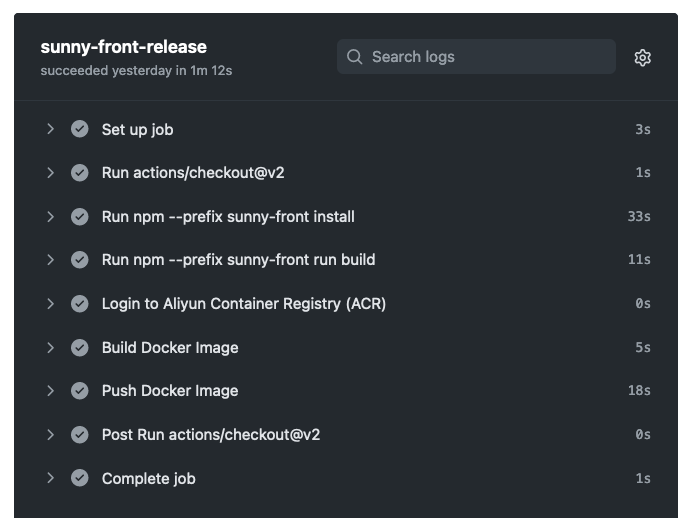 sunny-front-release
succeeded yesterday in 1m 12s
Search logs
Set up job 3s
Run actions/checkout@v2 1s
Run npm --prefix sunny-front install 33s
Run npm --prefix sunny-front run build 11s
Login to Aliyun Container Registry (ACR) 0s
Build Docker Image 5s
Push Docker Image 18s
Post Run actions/checkout@v2 0s
Complete job 1s